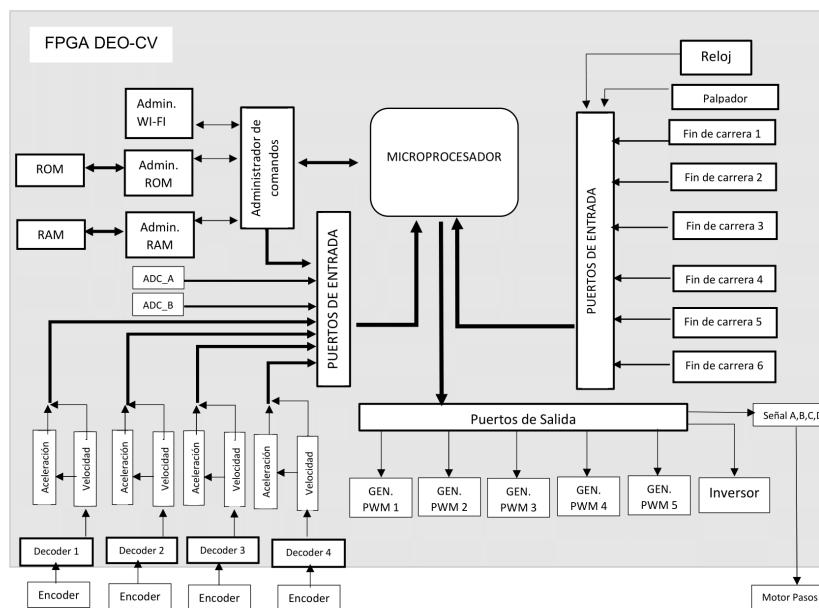 FPGA DEO-CV
Reloj
Palpador
Admin.
WI-FI
Administrador de
comandos
MICROPROCESADOR
Fin de carrera 1
ROM
Admin.
ROM
Fin de carrera 2
RAM
Admin.
RAM
PUERTOS DE ENTRADA
PUERTOS DE ENTRADA
Fin de carrera 3
ADC_A
ADC_B
Fin de carrera 4
Fin de carrera 5
Fin de carrera 6
Puertos de Salida
Señal A,B,C,D
Aceleración
Velocidad
Aceleración
Velocidad
Aceleración
Velocidad
Aceleración
Velocidad
GEN.
PWM 1
GEN.
PWM 2
GEN.
PWM 3
GEN.
PWM 4
GEN.
PWM 5
Inversor
Decoder 1
Decoder 2
Decoder 3
Decoder 4
Encoder
Encoder
Encoder
Encoder
Motor Pasos